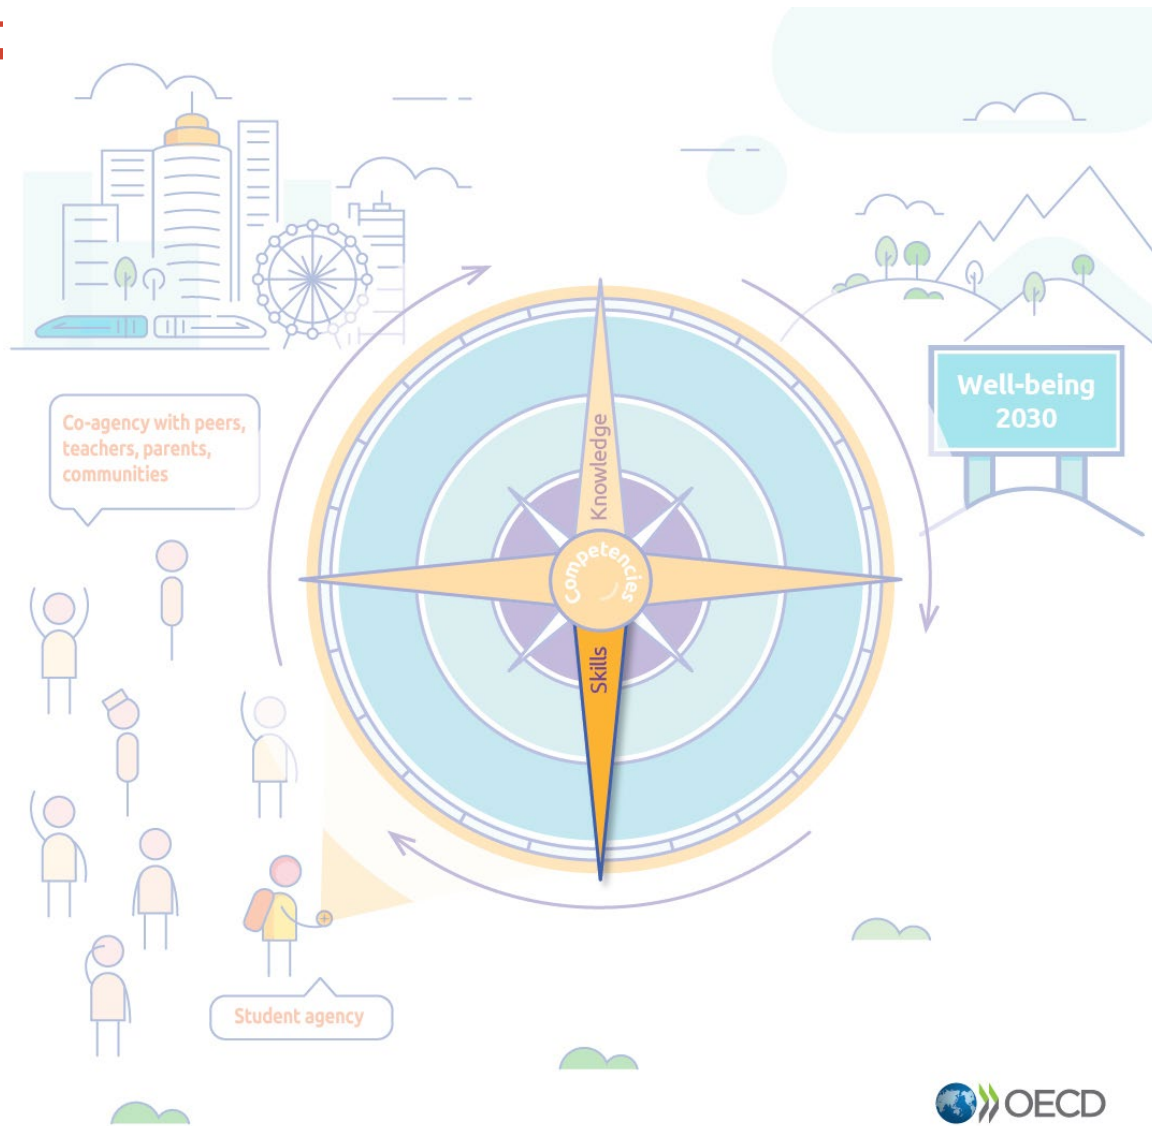 Co-agency with peers,
teachers, parents,
communities
Well-being
2030
Knowledge
Competencies
Skills
Student agency
OECD